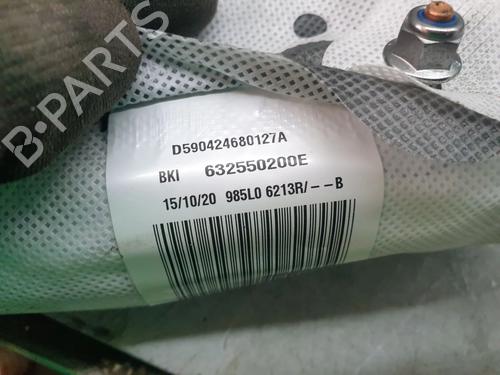 D590424680127A
BKI 632550200E
15/10/20 985L0 6213R/--B
B-PARTS